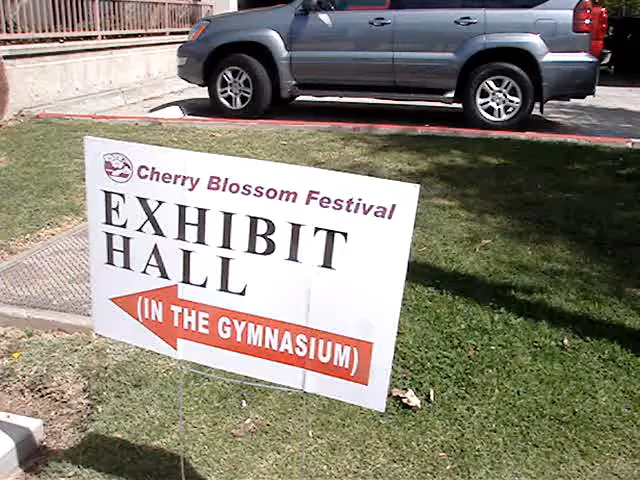 Cherry Blossom Festival
EXHIBIT
HALL
(IN THE GYMNASIUM)